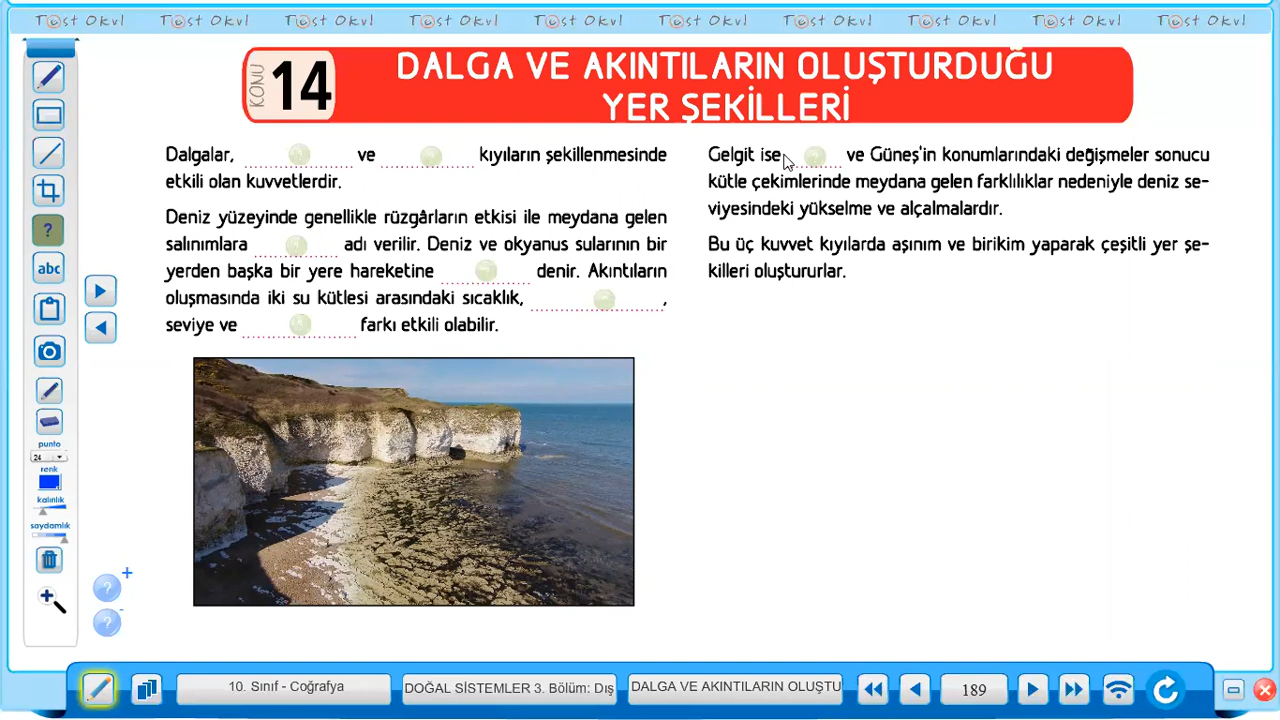 Test Okul Test Okul Test Okul Test Okul Test Okul Test Okul Test Okul Test Okul Test Okul Test Okul
KONU 14
DALGA VE AKINTILARIN OLUŞTURDUĞU
YER ŞEKİLLERİ
Dalgalar, ? ve ? kıyıların şekillenmesinde
etkili olan kuvvetlerdir.
Deniz yüzeyinde genellikle rüzgârların etkisi ile meydana gelen
salınımlara ? adı verilir. Deniz ve okyanus sularının bir
yerden başka bir yere hareketine ? denir. Akıntıların
oluşmasında iki su kütlesi arasındaki sıcaklık, ? ,
seviye ve ? farkı etkili olabilir.
Gelgit ise ? ve Güneş'in konumlarındaki değişmeler sonucu
kütle çekimlerinde meydana gelen farklılıklar nedeniyle deniz se-
viyesindeki yükselme ve alçalmalardır.
Bu üç kuvvet kıyılarda aşınım ve birikim yaparak çeşitli yer şe-
killeri oluştururlar.
?
abc
punto
24
renk
kalınlık
saydamlık
? +
? -
10. Sınıf - Coğrafya
DOĞAL SİSTEMLER 3. Bölüm: Dış
DALGA VE AKINTILARIN OLUŞTU
189